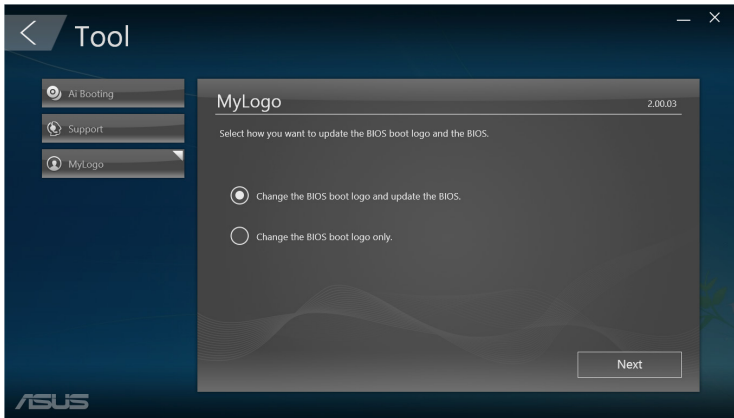 Tool
Ai Booting
Support
MyLogo
MyLogo
2.00.03
Select how you want to update the BIOS boot logo and the BIOS.
Change the BIOS boot logo and update the BIOS.
Change the BIOS boot logo only.
Next
ASUS